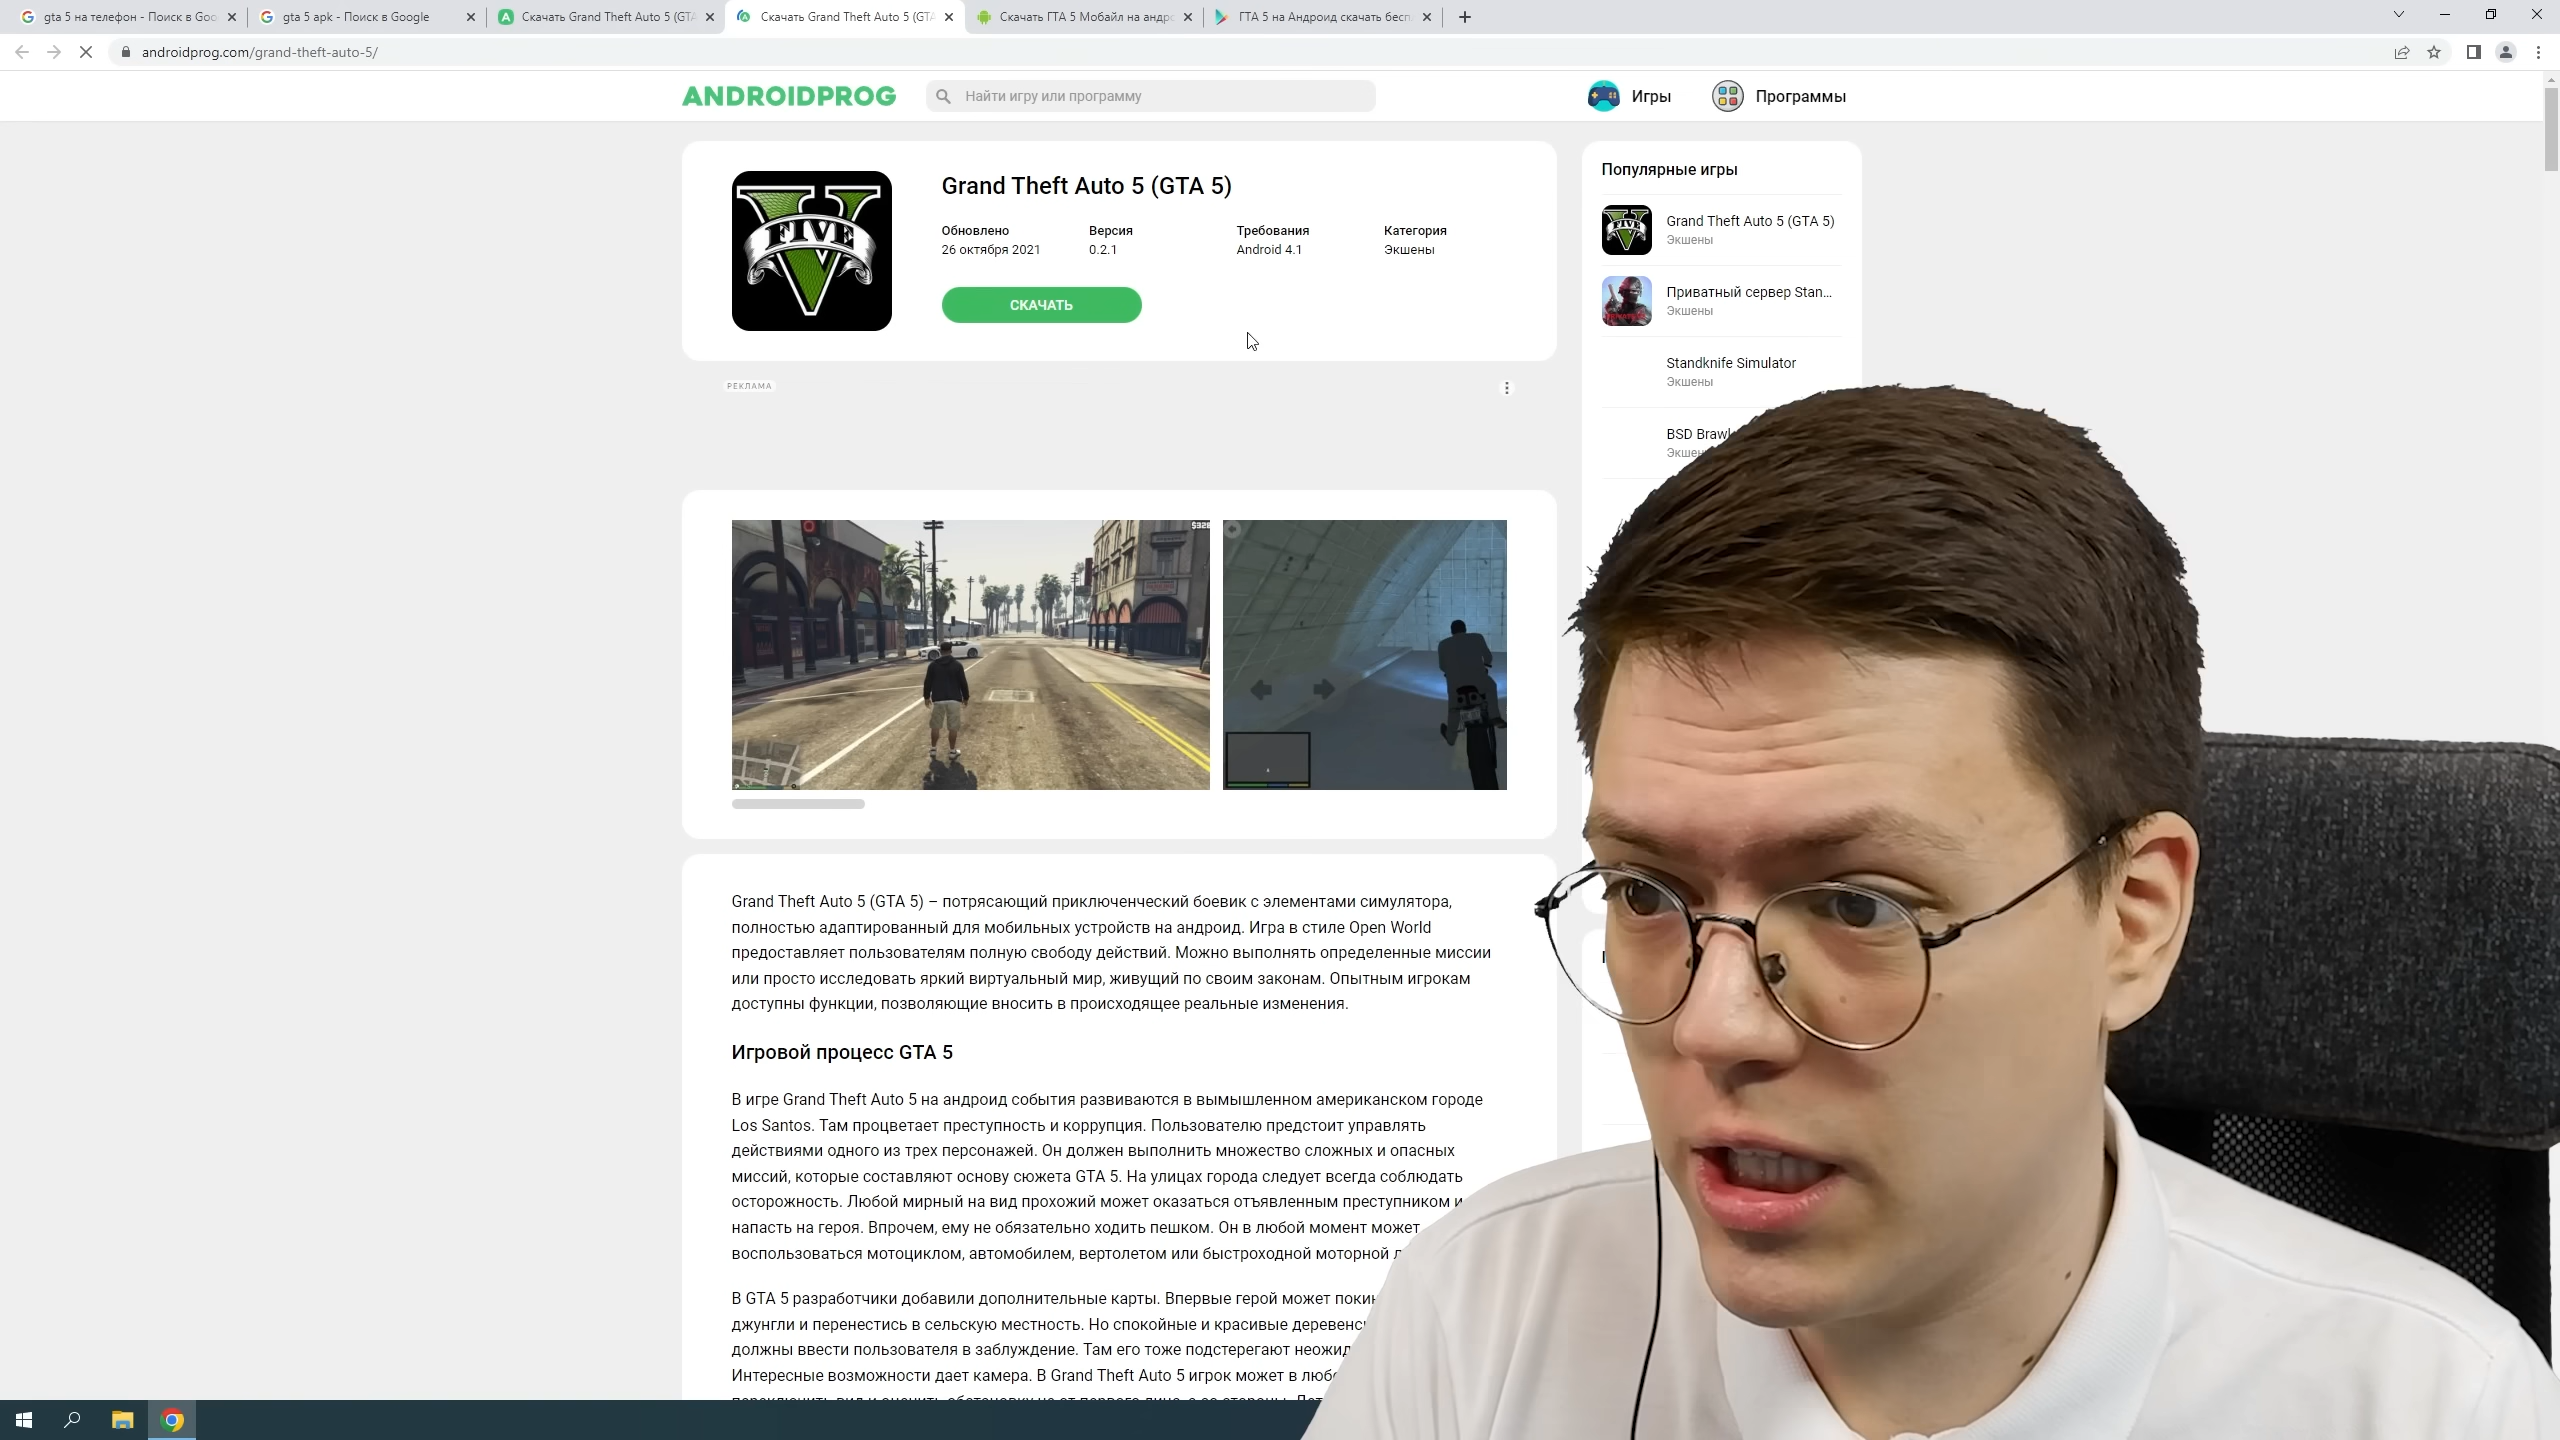 gta 5 на телефон - Поиск в Goo
gta 5 apk - Поиск в Google
Скачать Grand Theft Auto 5 (GTA
Скачать Grand Theft Auto 5 (GTA
Скачать ГТА 5 Мобайл на андро
ГТА 5 на Андроид скачать бесп
androidprog.com/grand-theft-auto-5/
ANDROIDPROG
Найти игру или программу
Игры
Программы
Grand Theft Auto 5 (GTA 5)
Обновлено
Версия
Требования
Категория
26 октября 2021
0.2.1
Android 4.1
Экшены
СКАЧАТЬ
FIVE
РЕКЛАМА
Популярные игры
FIVE
Grand Theft Auto 5 (GTA 5)
Экшены
Приватный сервер Stan...
Экшены
Standknife Simulator
Экшены
BSD Brawl
Экшен
Grand Theft Auto 5 (GTA 5) – потрясающий приключенческий боевик с элементами симулятора,
полностью адаптированный для мобильных устройств на андроид. Игра в стиле Open World
предоставляет пользователям полную свободу действий. Можно выполнять определенные миссии
или просто исследовать яркий виртуальный мир, живущий по своим законам. Опытным игрокам
доступны функции, позволяющие вносить в происходящее реальные изменения.
Игровой процесс GTA 5
В игре Grand Theft Auto 5 на андроид события развиваются в вымышленном американском городе
Los Santos. Там процветает преступность и коррупция. Пользователю предстоит управлять
действиями одного из трех персонажей. Он должен выполнить множество сложных и опасных
миссий, которые составляют основу сюжета GTA 5. На улицах города следует всегда соблюдать
осторожность. Любой мирный на вид прохожий может оказаться отъявленным преступником и
напасть на героя. Впрочем, ему не обязательно ходить пешком. Он в любой момент может
воспользоваться мотоциклом, автомобилем, вертолетом или быстроходной моторной л
В GTA 5 разработчики добавили дополнительные карты. Впервые герой может покин
джунгли и перенестись в сельскую местность. Но спокойные и красивые деревенс
должны ввести пользователя в заблуждение. Там его тоже подстерегают неожид
Интересные возможности дает камера. В Grand Theft Auto 5 игрок может в любо